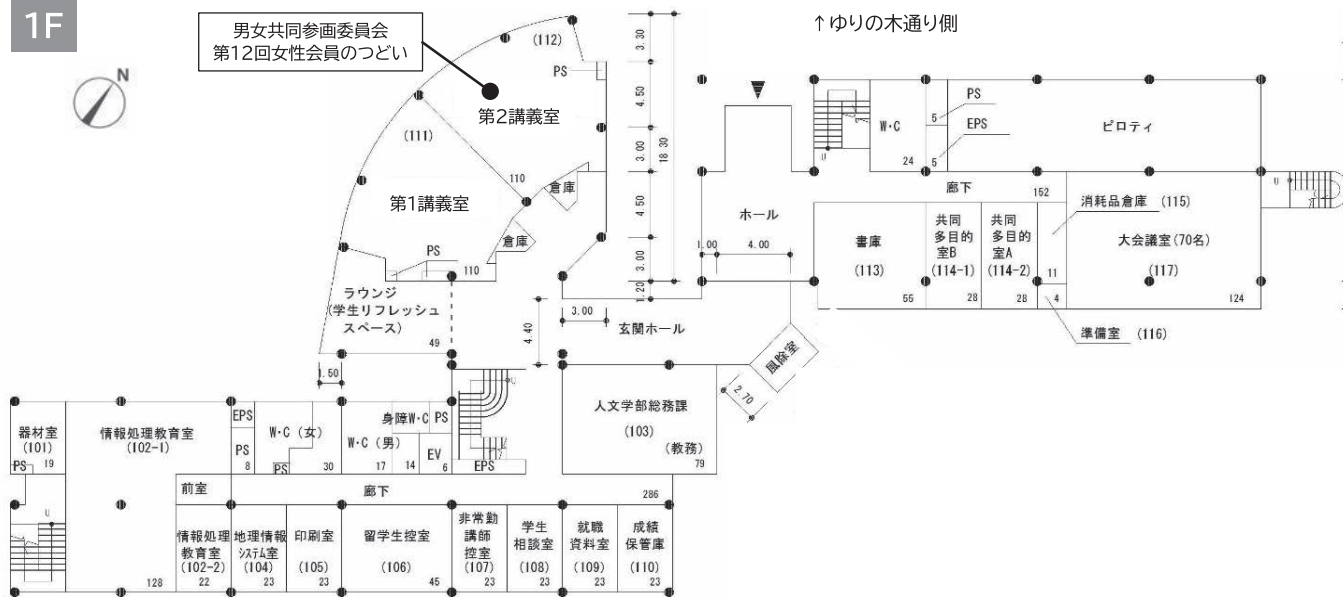 1F
N
男女共同参画委員会
第12回女性会員のつどい
↑ゆりの木通り側
(112)
PS
第2講義室
(111)
110
倉庫
第1講義室
倉庫
PS
110
ラウンジ
(学生リフレッシュ
スペース)
49
1.50
3.30
4.50
3.00
18.30
4.50
3.00
1.20
4.40
3.00
1.00
4.00
ホール
玄関ホール
風除室
2.70
U
W・C
24
PS
5
EPS
5
ピロティ
U
廊下
152
書庫
(113)
55
共同
多目的
室B
(114-1)
28
共同
多目的
室A
(114-2)
28
消耗品倉庫 (115)
11
4
準備室 (116)
大会議室(70名)
(117)
124
器材室
(101)
PS
19
情報処理教育室
(102-1)
128
EPS
PS
8
W・C (女)
PS
30
身障W・C
PS
W・C (男)
17
14
EV
6
U
EPS
人文学部総務課
(103)
(教務)
79
前室
廊下
286
U
情報処理
教育室
(102-2)
22
地理情報
システム室
(104)
23
印刷室
(105)
23
留学生控室
(106)
45
非常勤
講師
控室
(107)
23
学生
相談室
(108)
23
就職
資料室
(109)
23
成績
保管庫
(110)
23